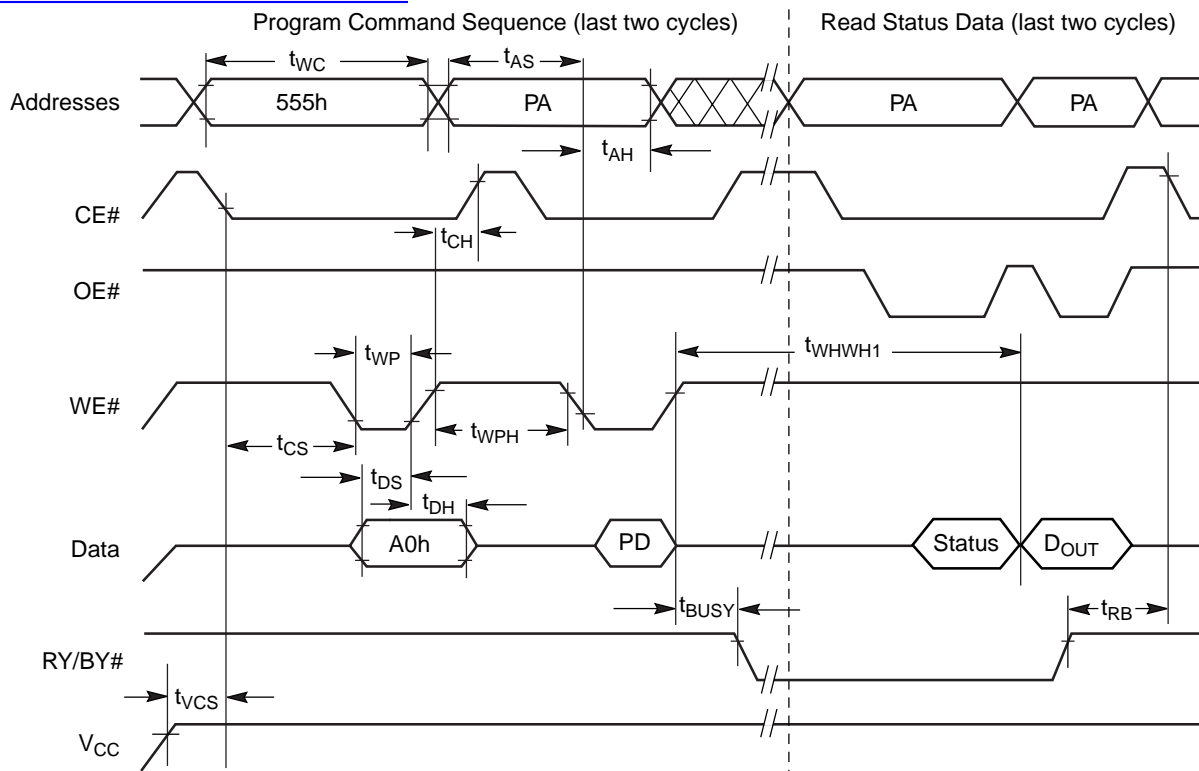 Program Command Sequence (last two cycles)
Read Status Data (last two cycles)
tWC
tAS
Addresses
555h
PA
PA
PA
tAH
CE#
tCH
OE#
tWP
tWHWH1
WE#
tCS
tWPH
tDS
tDH
Data
A0h
PD
Status
DOUT
tBUSY
tRB
RY/BY#
tVCS
VCC